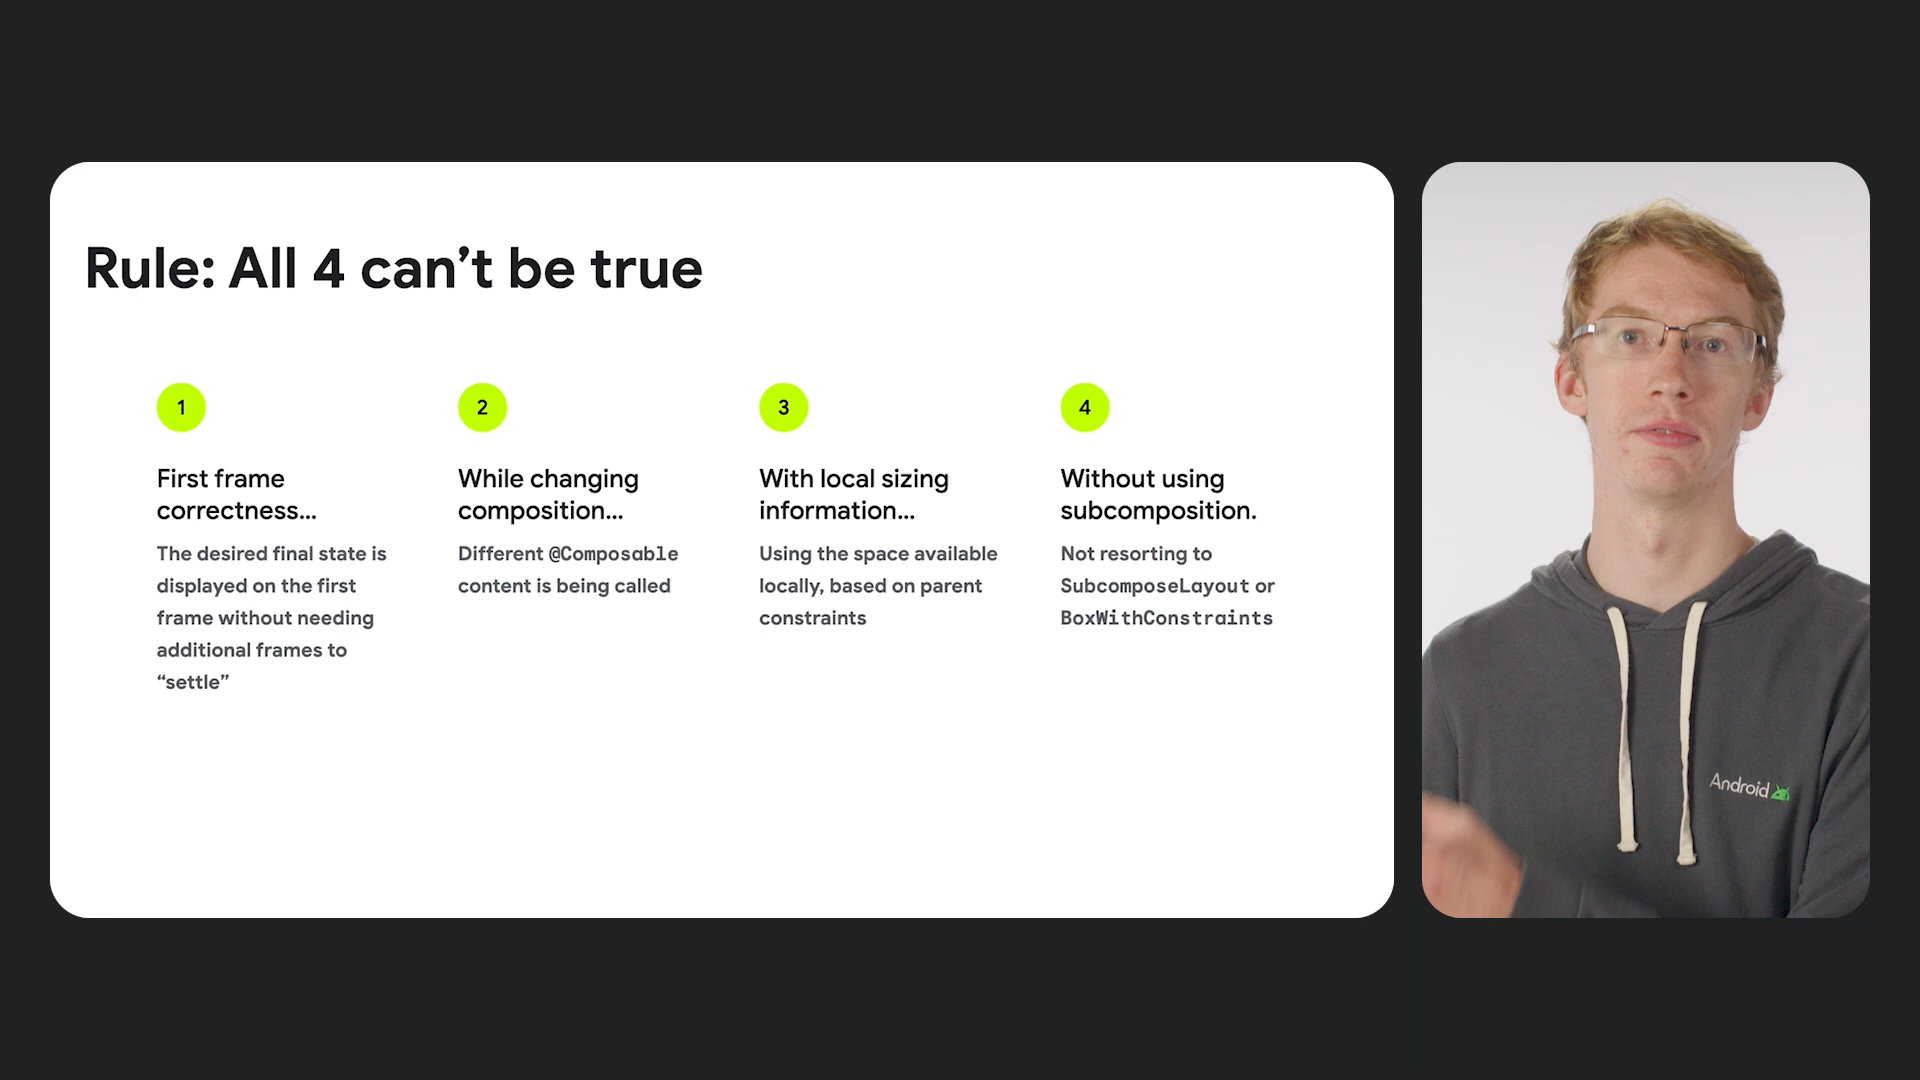 Rule: All 4 can’t be true
1
First frame
correctness...
The desired final state is
displayed on the first
frame without needing
additional frames to
“settle”
2
While changing
composition...
Different @Composable
content is being called
3
With local sizing
information...
Using the space available
locally, based on parent
constraints
4
Without using
subcomposition.
Not resorting to
SubcomposeLayout or
BoxWithConstraints
Android